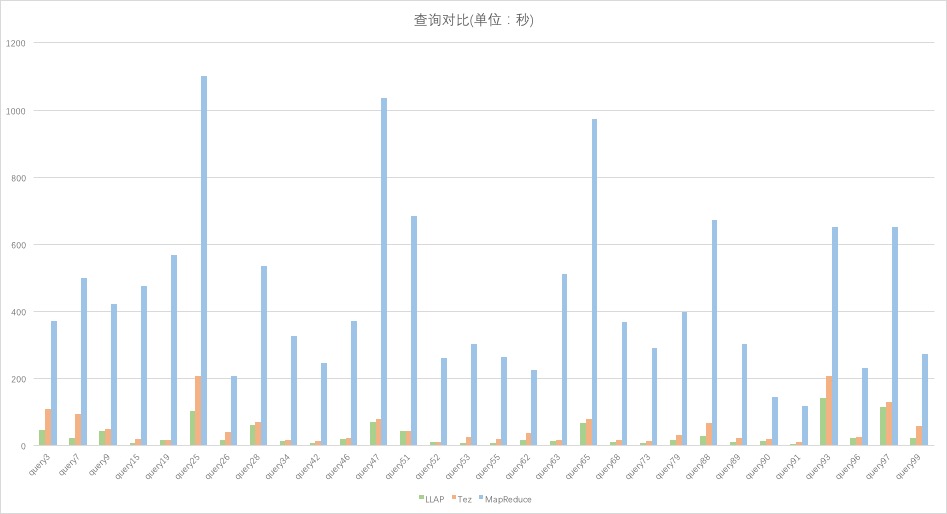 查询对比(单位：秒)
1200
1000
800
600
400
200
0
query3 query7 query9 query15 query19 query25 query26 query28 query34 query42 query46 query47 query51 query52 query53 query55 query62 query63 query65 query68 query73 query79 query88 query89 query90 query91 query93 query96 query97 query99
LLAP Tez MapReduce